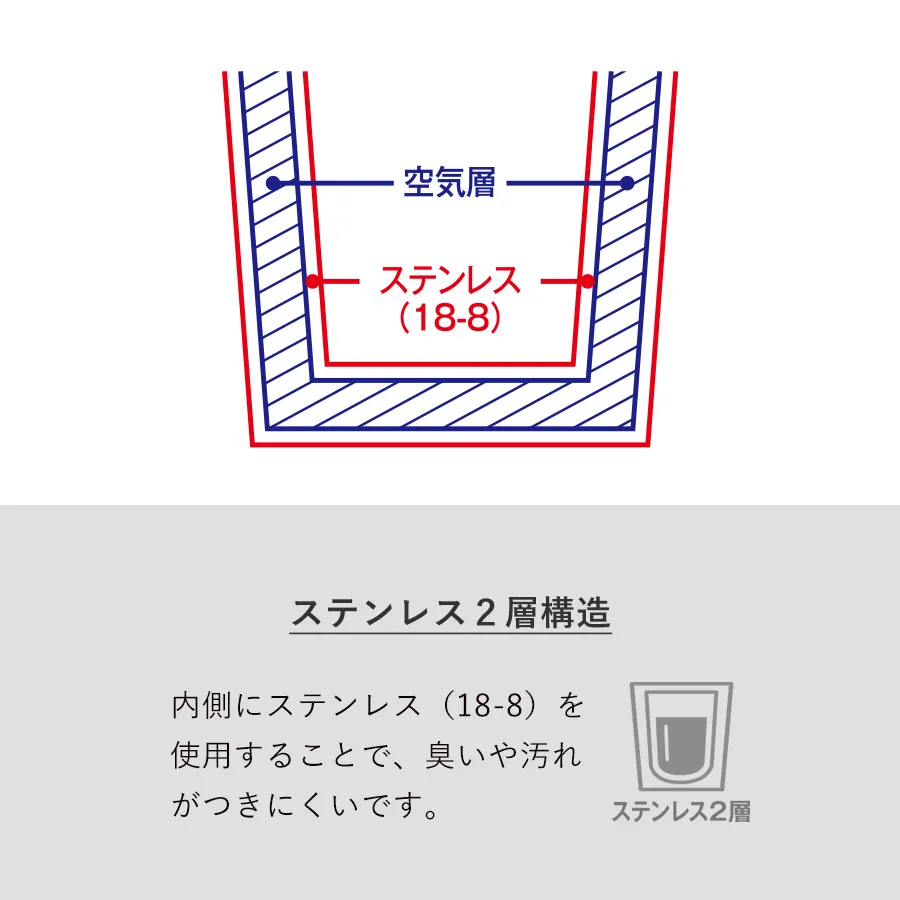 空気層
ステンレス
（18-8）
ステンレス２層構造
内側にステンレス（18-8）を
使用することで、臭いや汚れ
がつきにくいです。
ステンレス2層